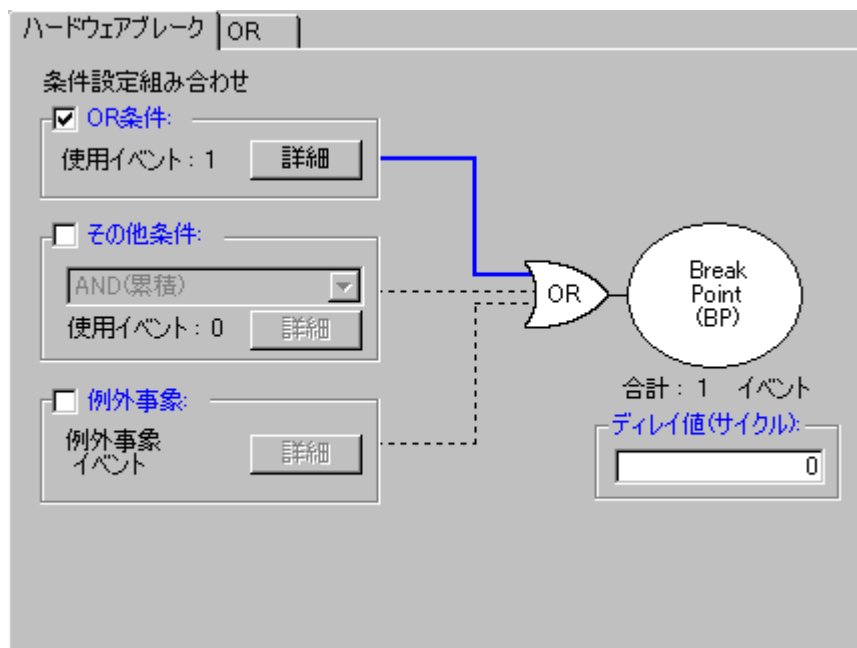 ハードウェアブレーク
OR
条件設定組み合わせ
OR条件:
使用イベント : 1
詳細
その他条件:
AND(累積)
使用イベント : 0
詳細
例外事象:
例外事象
イベント
詳細
OR
Break
Point
(BP)
合計 : 1 イベント
ディレイ値(サイクル):
0